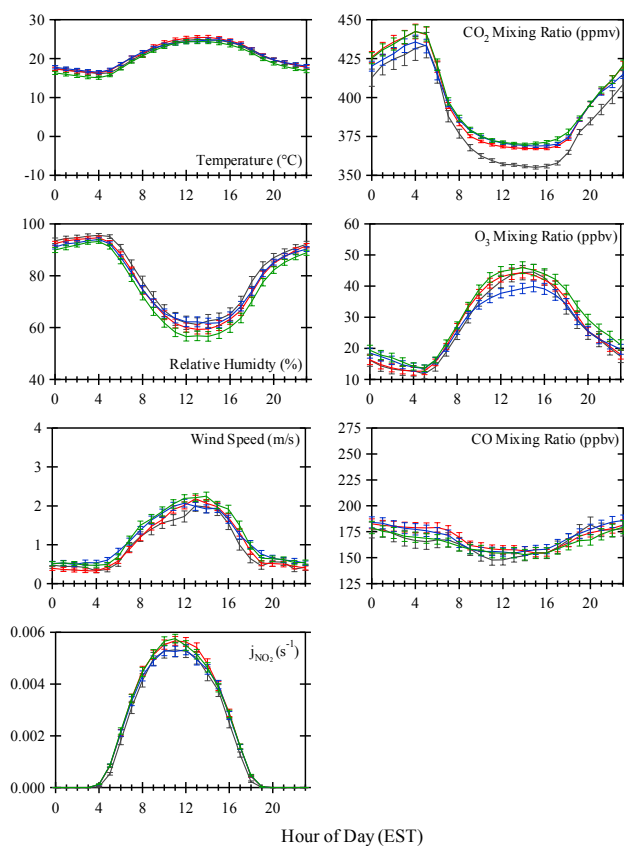 30
20
10
0
-10
Temperature (°C)
0 4 8 12 16 20
450
425
400
375
350
CO₂ Mixing Ratio (ppmv)
0 4 8 12 16 20
100
80
60
40
Relative Humidty (%)
0 4 8 12 16 20
60
50
40
30
20
10
O₃ Mixing Ratio (ppbv)
0 4 8 12 16 20
4
3
2
1
0
Wind Speed (m/s)
0 4 8 12 16 20
275
250
225
200
175
150
125
CO Mixing Ratio (ppbv)
0 4 8 12 16 20
0.006
0.004
0.002
0.000
j_NO₂ (s⁻¹)
0 4 8 12 16 20
Hour of Day (EST)